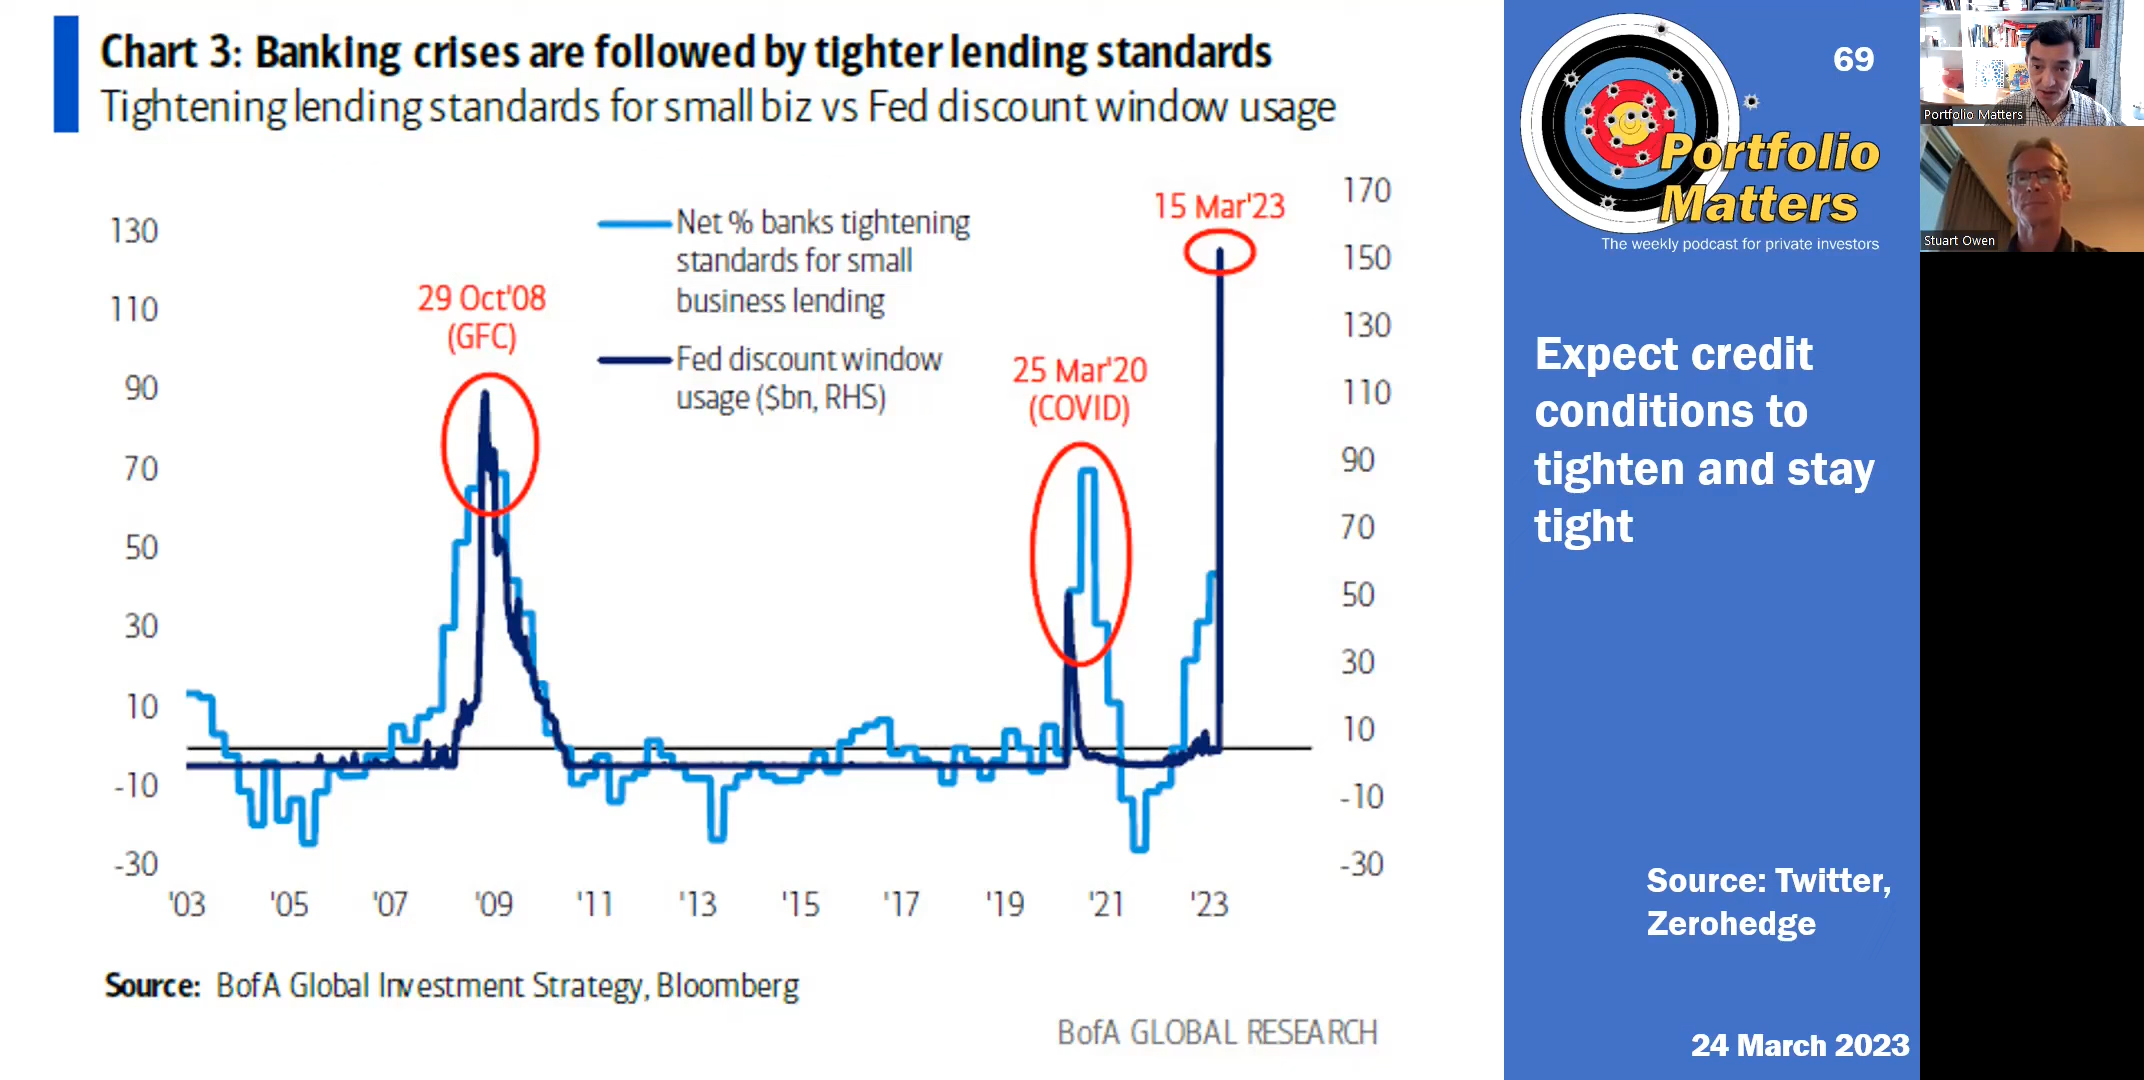 Chart 3: Banking crises are followed by tighter lending standards
Tightening lending standards for small biz vs Fed discount window usage
130
110
90
70
50
30
10
-10
-30
170
150
130
110
90
70
50
30
10
-10
-30
Net % banks tightening
standards for small
business lending
Fed discount window
usage ($bn, RHS)
29 Oct'08
(GFC)
25 Mar'20
(COVID)
15 Mar'23
'03 '05 '07 '09 '11 '13 '15 '17 '19 '21 '23
Source: BofA Global Investment Strategy, Bloomberg
BofA GLOBAL RESEARCH
69
Portfolio
Matters
The weekly podcast for private investors
Expect credit
conditions to
tighten and stay
tight
Source: Twitter,
Zerohedge
24 March 2023
Portfolio Matters
Stuart Owen